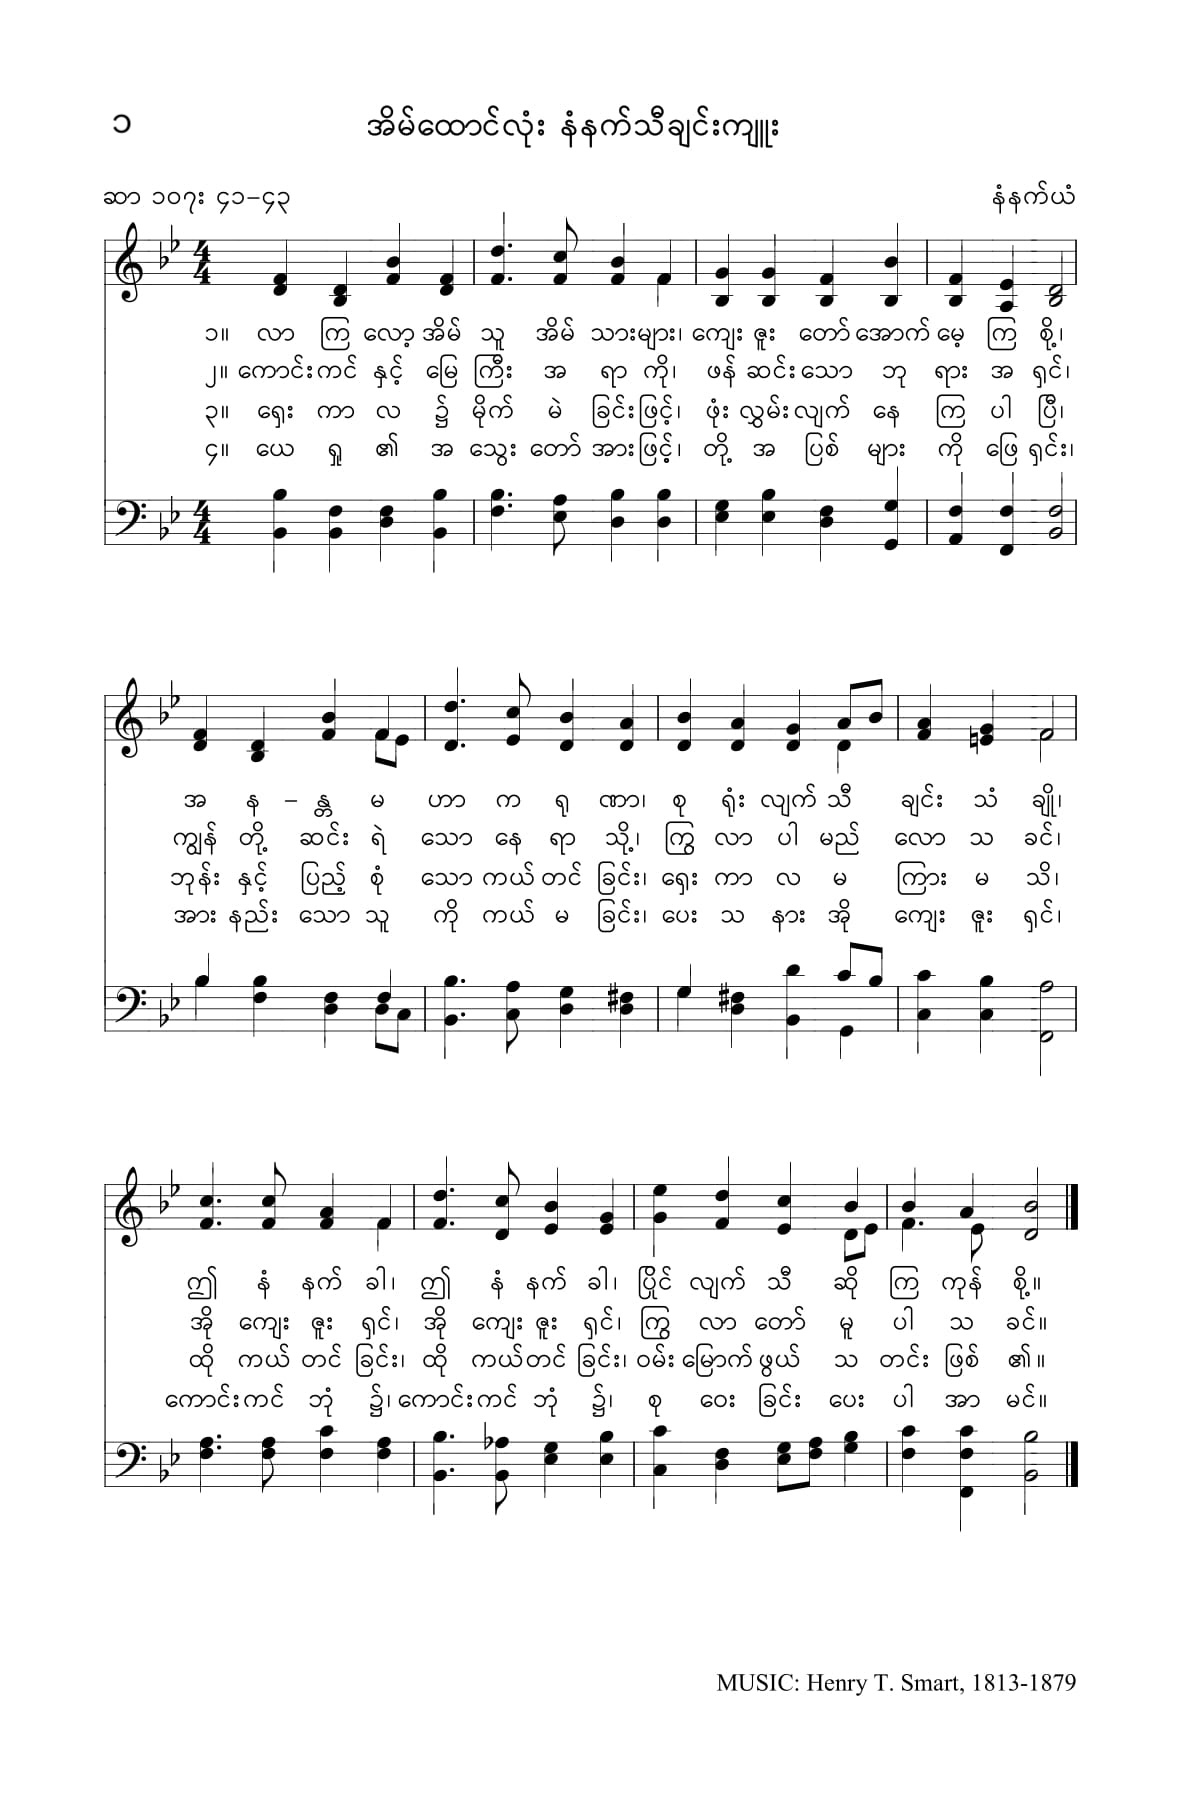 ၁
အိမ်ထောင်လုံး နံနက်သီချင်းကျူး
ဆာ ၁၀၇း ၄၁–၄၃ နံနက်ယံ
၁။ လာ ကြ လော့ အိမ် သူ အိမ် သားများ၊ ကျေး ဇူး တော် အောက် မေ့ ကြ စို့၊
၂။ ကောင်း ကင် နှင့် မြေ ကြီး အ ရာ ကို၊ ဖန် ဆင်း သော ဘု ရား အ ရှင်၊
၃။ ရှေး ကာ လ ၌ မိုက် မဲ ခြင်း ဖြင့်၊ ဖုံး လွှမ်း လျက် နေ ကြ ပါ ပြီ၊
၄။ ယေ ရှု ၏ အ သွေး တော် အား ဖြင့်၊ တို့ အ ပြစ် များ ကို ဖြေ ရှင်း၊
အ န – န္တ မ ဟာ က ရု ဏာ၊ စု ရုံး လျက် သီ ချင်း သံ ချို၊
ကျွန် တို့ ဆင်း ရဲ သော နေ ရာ သို့၊ ကြွ လာ ပါ မည် လော သ ခင်၊
ဘုန်း နှင့် ပြည့် စုံ သော ကယ် တင် ခြင်း၊ ရှေး ကာ လ မ ကြား မ သိ၊
အား နည်း သော သူ ကို ကယ် မ ခြင်း၊ ပေး သ နား အို ကျေး ဇူး ရှင်၊
ဤ နံ နက် ခါ၊ ဤ နံ နက် ခါ၊ ပြိုင် လျက် သီ ဆို ကြ ကုန် စို့။
အို ကျေး ဇူး ရှင်၊ အို ကျေး ဇူး ရှင်၊ ကြွ လာ တော် မူ ပါ သ ခင်။
ထို ကယ် တင် ခြင်း၊ ထို ကယ် တင် ခြင်း၊ ဝမ်း မြောက် ဖွယ် သ တင်း ဖြစ် ၏။
ကောင်း ကင် ဘုံ ၌၊ ကောင်း ကင် ဘုံ ၌၊ စု ဝေး ခြင်း ပေး ပါ အာ မင်။
MUSIC: Henry T. Smart, 1813-1879